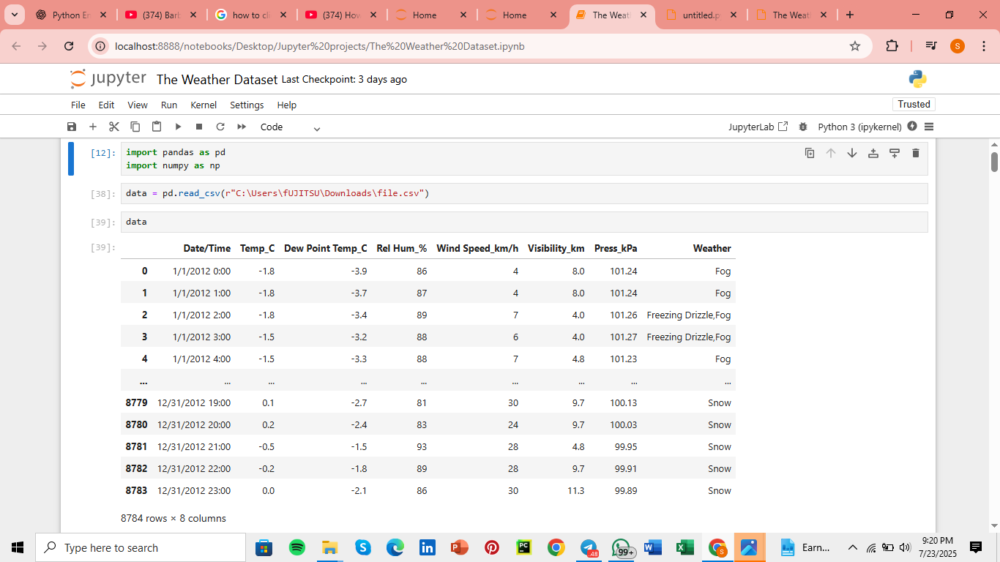 Python En
(374) Barb
how to cli
(374) How
Home
Home
The Weath
untitled.p
The Weath
localhost:8888/notebooks/Desktop/Jupyter%20projects/The%20Weather%20Dataset.ipynb
S
jupyter The Weather Dataset Last Checkpoint: 3 days ago
File Edit View Run Kernel Settings Help
Trusted
Code
JupyterLab
Python 3 (ipykernel)
[12]: import pandas as pd
import numpy as np
[38]: data = pd.read_csv(r"C:\Users\fUJITSU\Downloads\file.csv")
[39]: data
[39]: Date/Time Temp_C Dew Point Temp_C Rel Hum_% Wind Speed_km/h Visibility_km Press_kPa Weather
0 1/1/2012 0:00 -1.8 -3.9 86 4 8.0 101.24 Fog
1 1/1/2012 1:00 -1.8 -3.7 87 4 8.0 101.24 Fog
2 1/1/2012 2:00 -1.8 -3.4 89 7 4.0 101.26 Freezing Drizzle,Fog
3 1/1/2012 3:00 -1.5 -3.2 88 6 4.0 101.27 Freezing Drizzle,Fog
4 1/1/2012 4:00 -1.5 -3.3 88 7 4.8 101.23 Fog
... ... ... ... ... ... ... ... ...
8779 12/31/2012 19:00 0.1 -2.7 81 30 9.7 100.13 Snow
8780 12/31/2012 20:00 0.2 -2.4 83 24 9.7 100.03 Snow
8781 12/31/2012 21:00 -0.5 -1.5 93 28 4.8 99.95 Snow
8782 12/31/2012 22:00 -0.2 -1.8 89 28 9.7 99.91 Snow
8783 12/31/2012 23:00 0.0 -2.1 86 30 11.3 99.89 Snow
8784 rows × 8 columns
Type here to search
.48
99+
Earn...
9:20 PM
7/23/2025